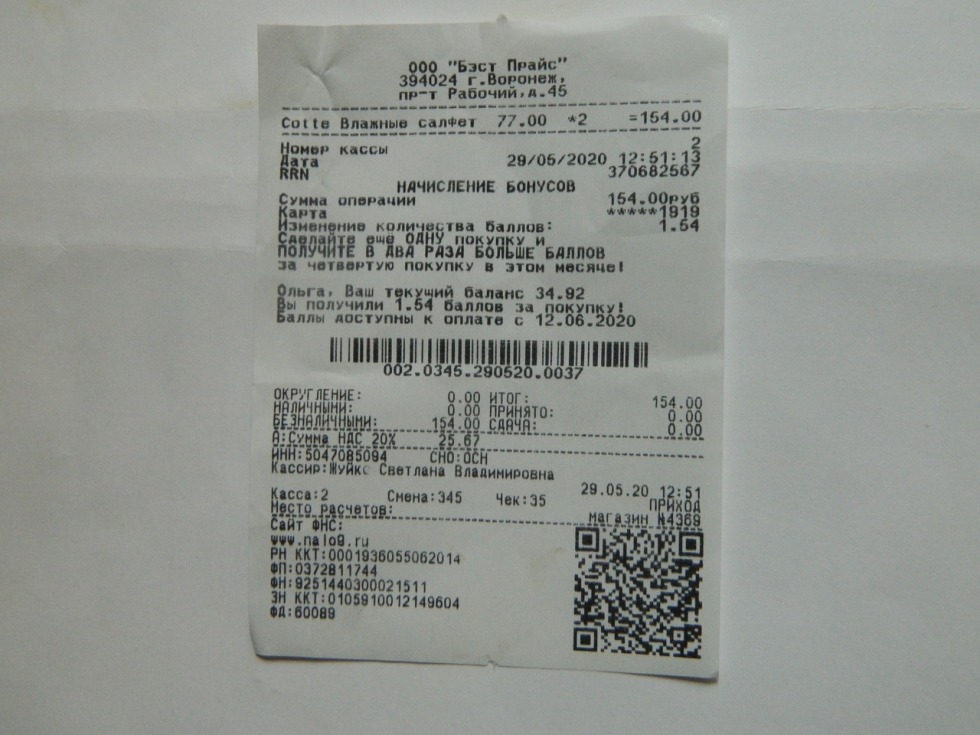 ООО "Бэст Прайс"
394024 г.Воронеж,
пр-т Рабочий,д.45
Cotte Влажные салфет 77.00 *2 =154.00
Номер кассы 2
Дата 29/05/2020 12:51:13
RRN 370682567
НАЧИСЛЕНИЕ БОНУСОВ
Сумма операции 154.00руб
Карта *****1919
Изменение количества баллов: 1.54
Сделайте еще ОДНУ покупку и
ПОЛУЧИТЕ В ДВА РАЗА БОЛЬШЕ БАЛЛОВ
за четвертую покупку в этом месяце!
Ольга, Ваш текущий баланс 34.92
Вы получили 1.54 баллов за покупку!
Баллы доступны к оплате с 12.06.2020
002.0345.290520.0037
ОКРУГЛЕНИЕ: 0.00 ИТОГ: 154.00
НАЛИЧНЫМИ: 0.00 ПРИНЯТО: 0.00
БЕЗНАЛИЧНЫМИ: 154.00 СДАЧА: 0.00
А:Сумма НДС 20% 25.67
ИНН:5047085094 СНО:ОСН
Кассир: Светлана Владимировна
29.05.20 12:51
Касса:2 Смена:345 Чек:35 ПРИХОД
Место расчетов: магазин №4369
Сайт ФНС:
www.nalog.ru
РН ККТ:0001936055062014
ФП:0372811744
ФН:9251440300021511
ЗН ККТ:0105910012149604
ФД:60089